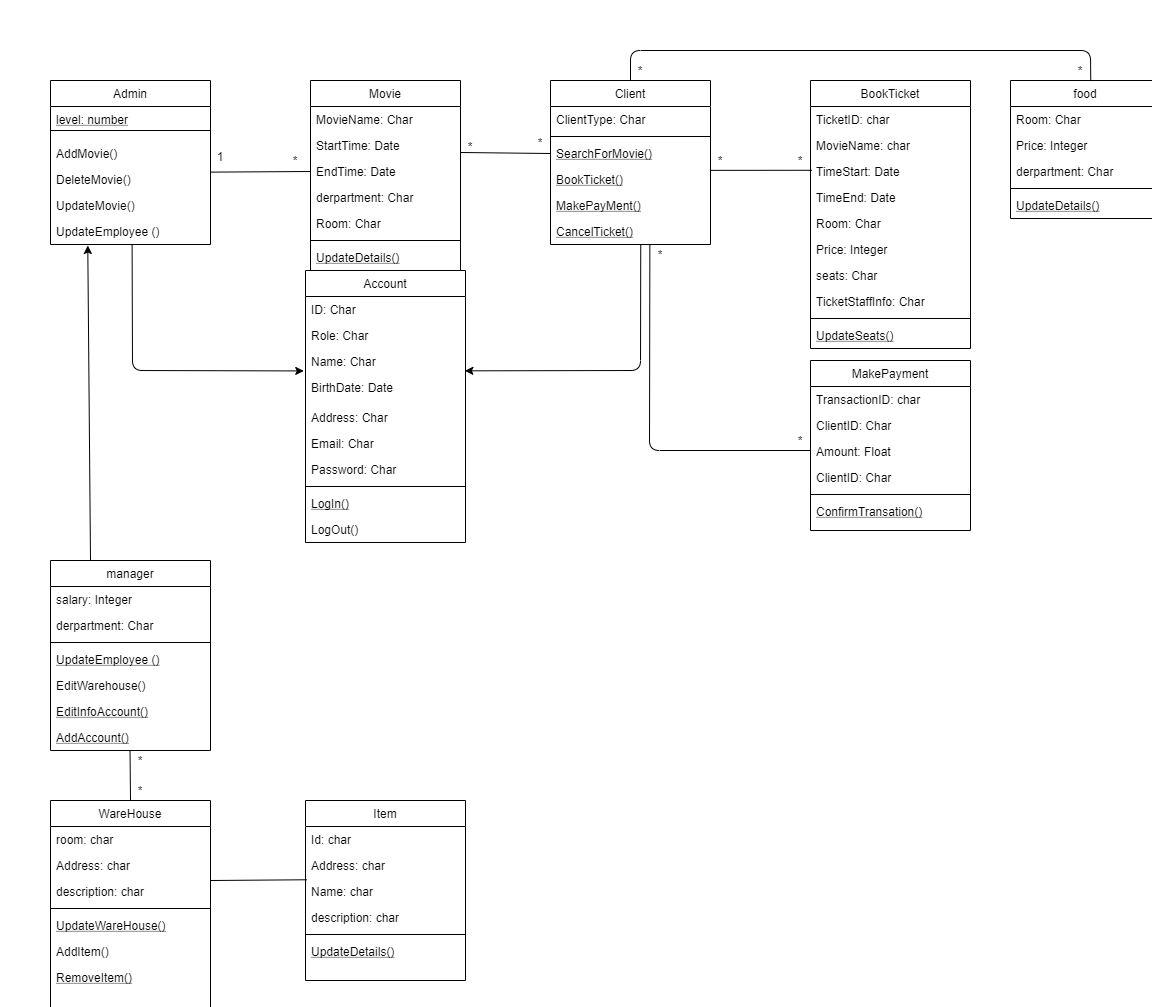 Admin
level: number
AddMovie()
DeleteMovie()
UpdateMovie()
UpdateEmployee ()
1
*
Movie
MovieName: Char
StartTime: Date
EndTime: Date
derpartment: Char
Room: Char
UpdateDetails()
*
*
Client
ClientType: Char
SearchForMovie()
BookTicket()
MakePayMent()
CancelTicket()
*
*
*
*
BookTicket
TicketID: char
MovieName: char
TimeStart: Date
TimeEnd: Date
Room: Char
Price: Integer
seats: Char
TicketStaffInfo: Char
UpdateSeats()
food
Room: Char
Price: Integer
derpartment: Char
UpdateDetails()
Account
ID: Char
Role: Char
Name: Char
BirthDate: Date
Address: Char
Email: Char
Password: Char
LogIn()
LogOut()
*
*
MakePayment
TransactionID: char
ClientID: Char
Amount: Float
ClientID: Char
ConfirmTransation()
manager
salary: Integer
derpartment: Char
UpdateEmployee ()
EditWarehouse()
EditInfoAccount()
AddAccount()
*
*
WareHouse
room: char
Address: char
description: char
UpdateWareHouse()
AddItem()
RemoveItem()
Item
Id: char
Address: char
Name: char
description: char
UpdateDetails()